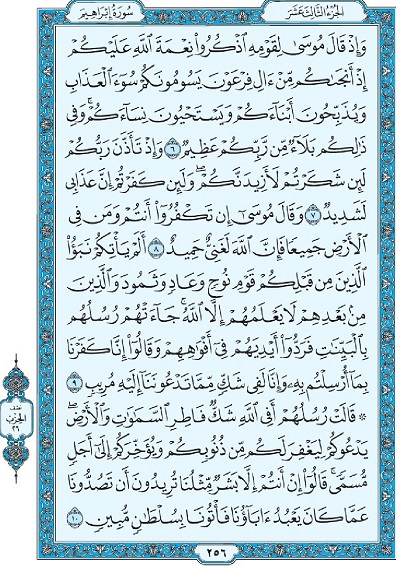 الجزء الثالث عشر
سورة إبراهيم
وَإِذْ قَالَ مُوسَىٰ لِقَوْمِهِ ٱذْكُرُوا۟ نِعْمَةَ ٱللَّهِ عَلَيْكُمْ
إِذْ أَنجَىٰكُم مِّنْ ءَالِ فِرْعَوْنَ يَسُومُونَكُمْ سُوٓءَ ٱلْعَذَابِ
وَيُذَبِّحُونَ أَبْنَآءَكُمْ وَيَسْتَحْيُونَ نِسَآءَكُمْ ۚ وَفِى
ذَٰلِكُم بَلَآءٌ مِّن رَّبِّكُمْ عَظِيمٌ ٦ وَإِذْ تَأَذَّنَ رَبُّكُمْ
لَئِن شَكَرْتُمْ لَأَزِيدَنَّكُمْ ۖ وَلَئِن كَفَرْتُمْ إِنَّ عَذَابِى
لَشَدِيدٌ ٧ وَقَالَ مُوسَىٰٓ إِن تَكْفُرُوٓا۟ أَنتُمْ وَمَن فِى
ٱلْأَرْضِ جَمِيعًا فَإِنَّ ٱللَّهَ لَغَنِىٌّ حَمِيدٌ ٨ أَلَمْ يَأْتِكُمْ نَبَؤُا۟
ٱلَّذِينَ مِن قَبْلِكُمْ قَوْمِ نُوحٍ وَعَادٍ وَثَمُودَ ۛ وَٱلَّذِينَ
مِنۢ بَعْدِهِمْ ۛ لَا يَعْلَمُهُمْ إِلَّا ٱللَّهُ ۚ جَآءَتْهُمْ رُسُلُهُم
بِٱلْبَيِّنَٰتِ فَرَدُّوٓا۟ أَيْدِيَهُمْ فِىٓ أَفْوَٰهِهِمْ وَقَالُوٓا۟ إِنَّا كَفَرْنَا
بِمَآ أُرْسِلْتُم بِهِۦ وَإِنَّا لَفِى شَكٍّ مِّمَّا تَدْعُونَنَآ إِلَيْهِ مُرِيبٍ ٩
۞ قَالَتْ رُسُلُهُمْ أَفِى ٱللَّهِ شَكٌّ فَاطِرِ ٱلسَّمَٰوَٰتِ وَٱلْأَرْضِ ۖ
يَدْعُوكُمْ لِيَغْفِرَ لَكُم مِّن ذُنُوبِكُمْ وَيُؤَخِّرَكُمْ إِلَىٰٓ أَجَلٍ
مُّسَمًّى ۚ قَالُوٓا۟ إِنْ أَنتُمْ إِلَّا بَشَرٌ مِّثْلُنَا تُرِيدُونَ أَن تَصُدُّونَا
عَمَّا كَانَ يَعْبُدُ ءَابَآؤُنَا فَأْتُونَا بِسُلْطَٰنٍ مُّبِينٍ ١٠
نصف
الحزب
٢٦
٢٥٦